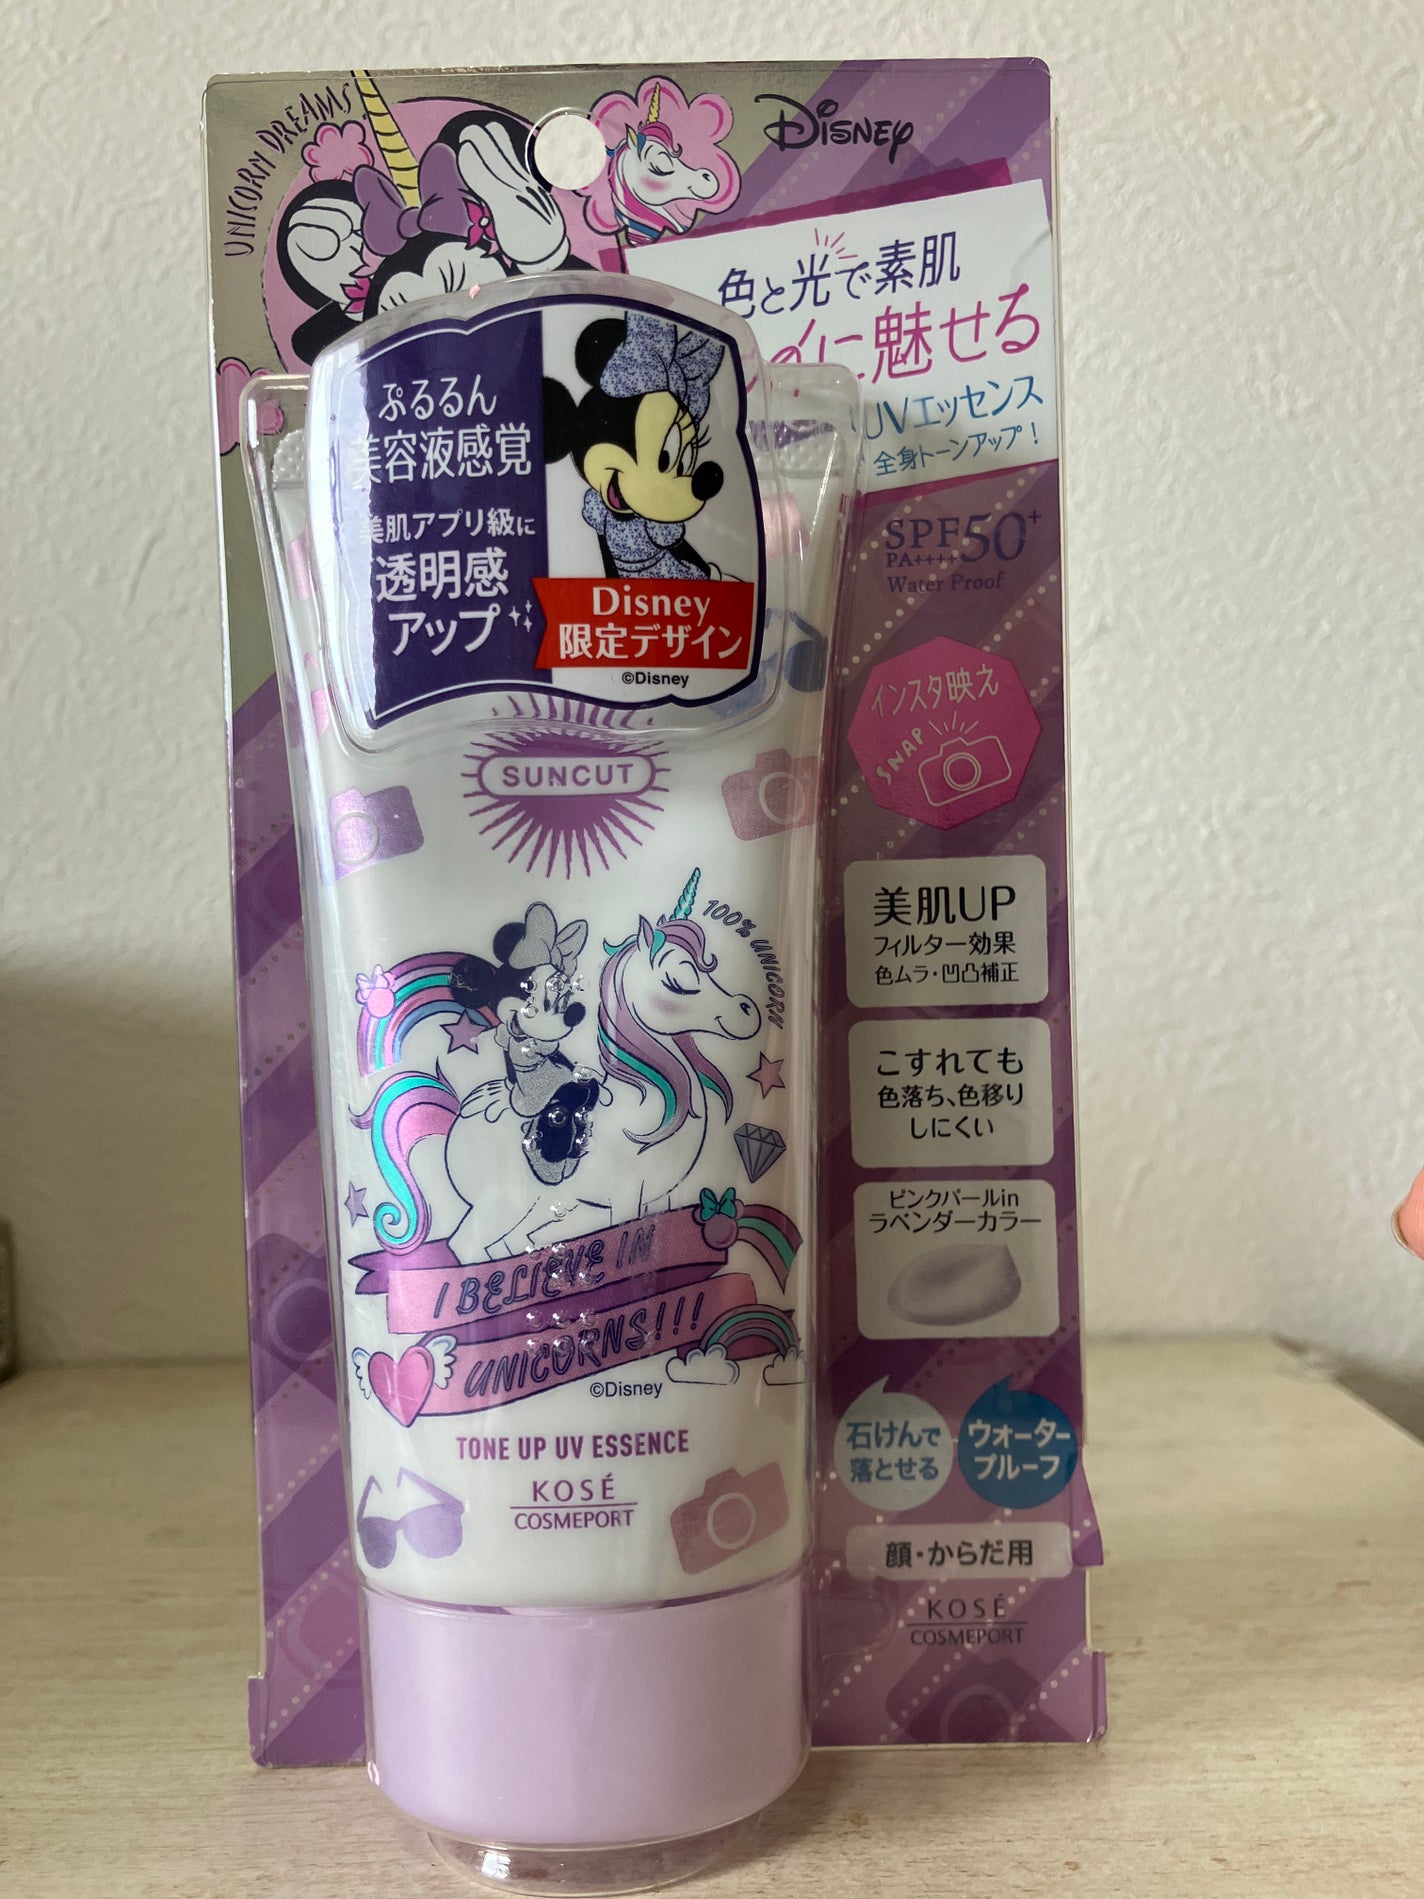 UNICORN DREAMS
Disney
色と光で素肌
に魅せる
UVエッセンス
全身トーンアップ!
SPF50+
PA++++
Water Proof
ぷるるん
美容液感覚
美肌アプリ級に
透明感
アップ
Disney
限定デザイン
©Disney
インスタ映え
SNAP
SUNCUT
100% UNICORN
美肌UP
フィルター効果
色ムラ・凹凸補正
こすれても
色落ち、色移り
しにくい
ピンクパールin
ラベンダーカラー
I BELIEVE IN
UNICORNS!!!
©Disney
TONE UP UV ESSENCE
KOSÉ
COSMEPORT
石けんで
落とせる
ウォーター
プルーフ
顔・からだ用
KOSÉ
COSMEPORT